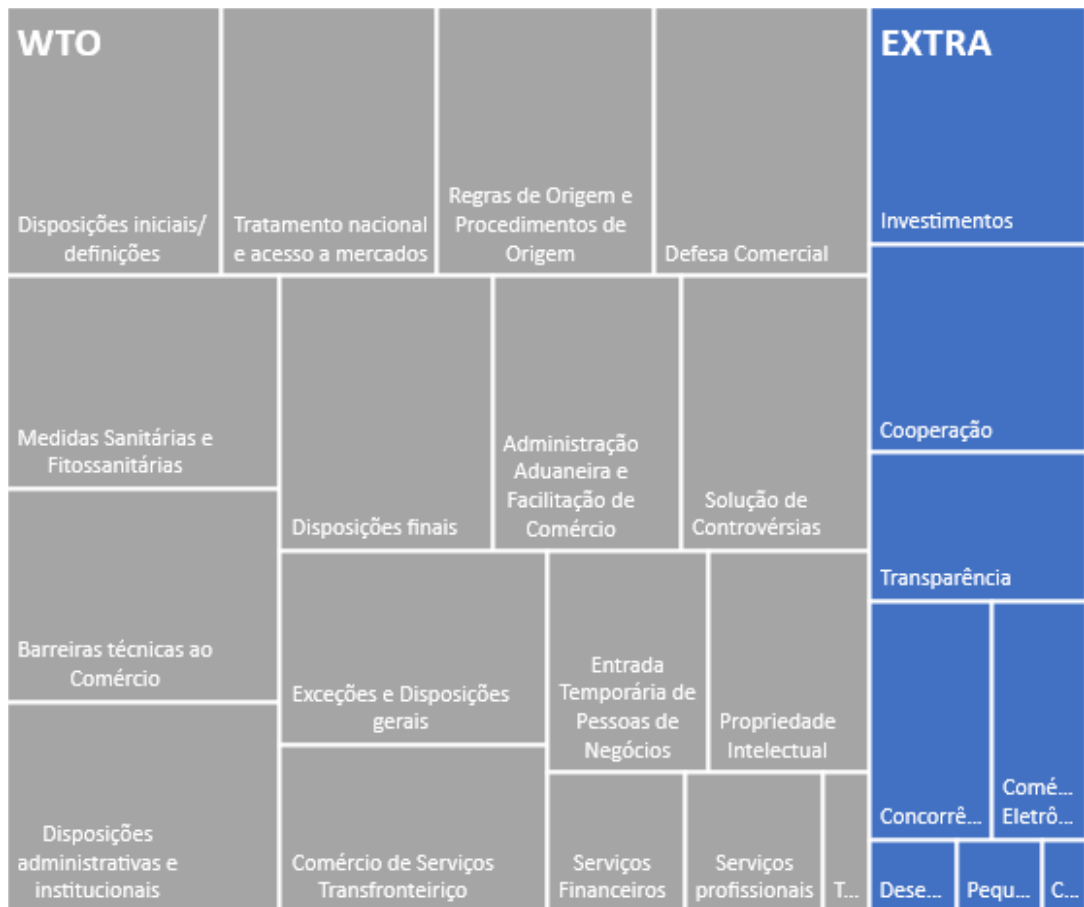 WTO
Disposições iniciais/
definições
Tratamento nacional
e acesso a mercados
Regras de Origem e
Procedimentos de
Origem
Defesa Comercial
Medidas Sanitárias e
Fitossanitárias
Disposições finais
Administração
Aduaneira e
Facilitação de
Comércio
Solução de
Controvérsias
Barreiras técnicas ao
Comércio
Exceções e Disposições
gerais
Entrada
Temporária de
Pessoas de
Negócios
Propriedade
Intelectual
Disposições
administrativas e
institucionais
Comércio de Serviços
Transfronteiriço
Serviços
Financeiros
Serviços
profissionais
T...
EXTRA
Investimentos
Cooperação
Transparência
Concorrê...
Comé...
Eletrô...
Dese...
Pequ...
C...